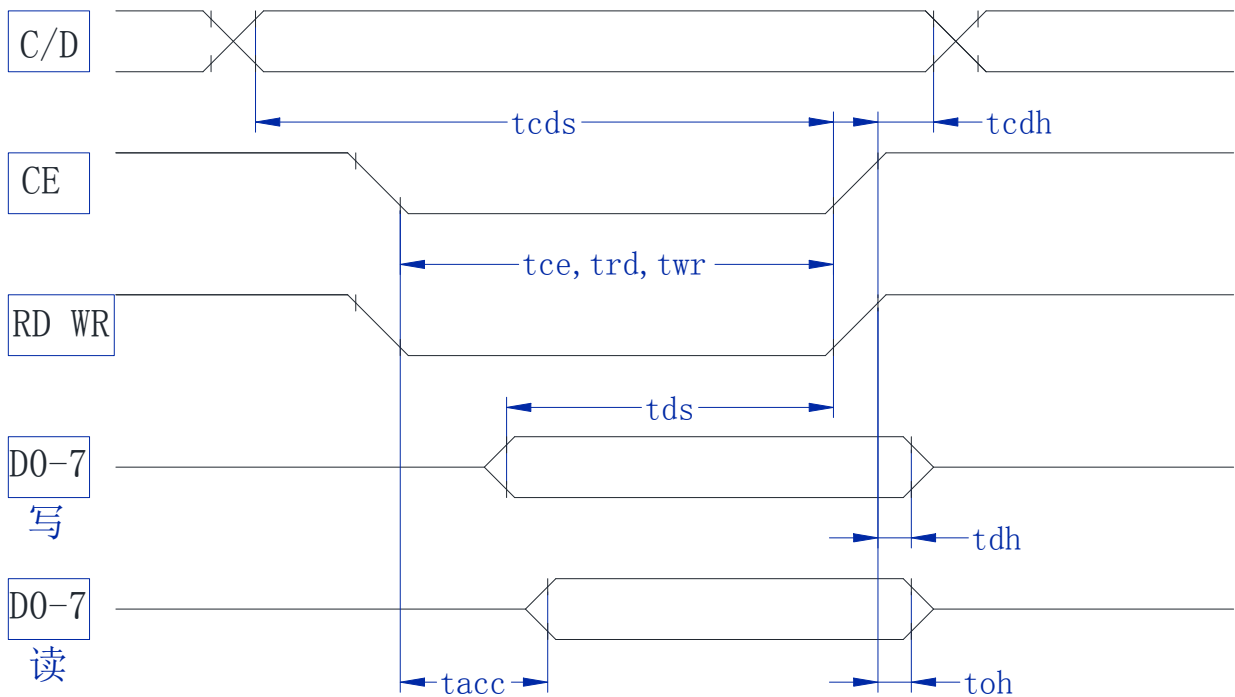 C/D
tcds
tcdh
CE
tce, trd, twr
RD WR
tds
D0-7
写
tdh
D0-7
读
tacc
toh